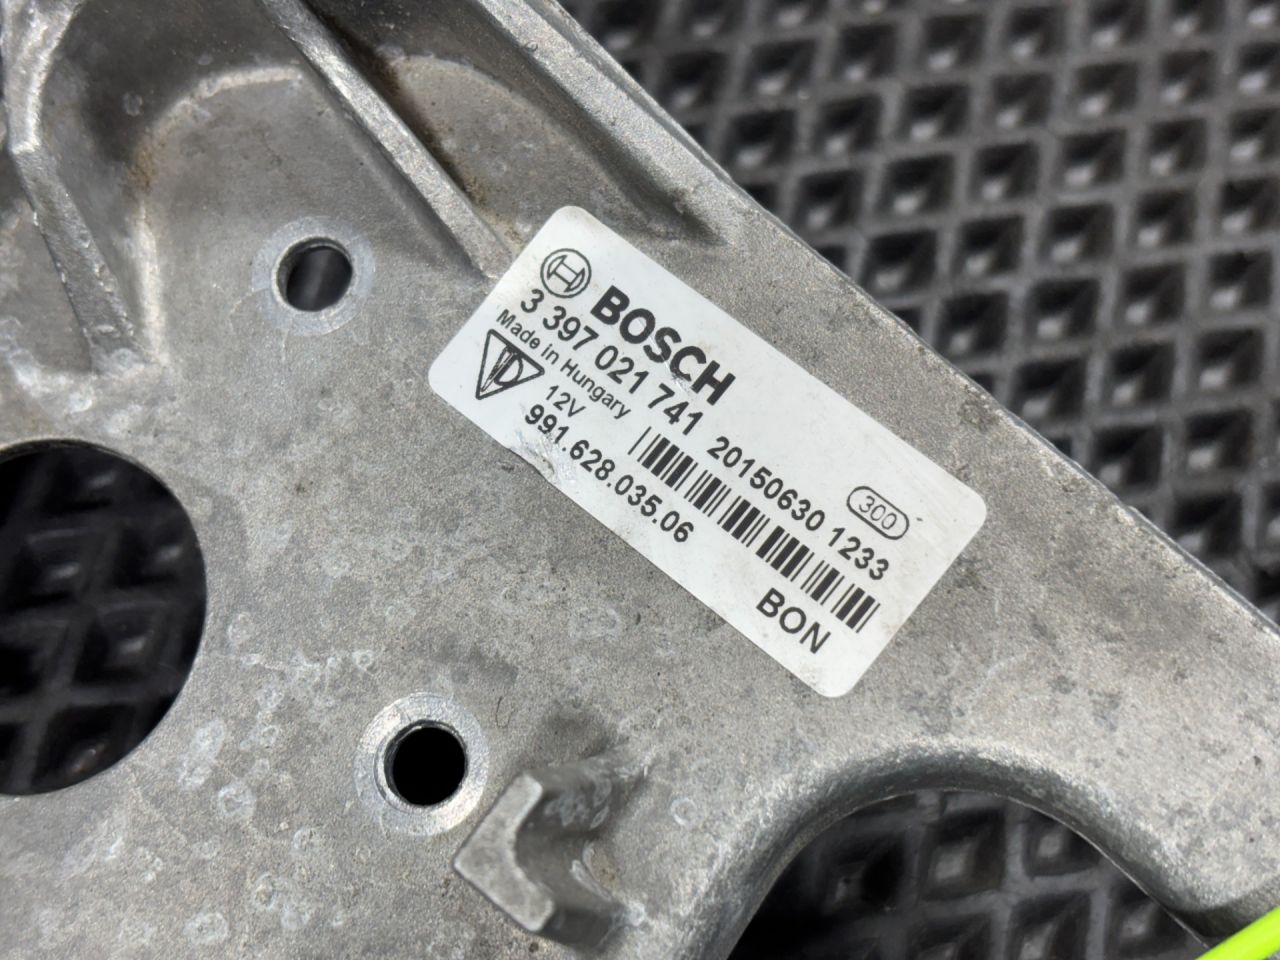 BOSCH
3 397 021 741 20150630 1233
Made in Hungary
300
12V
991.628.035.06
BON